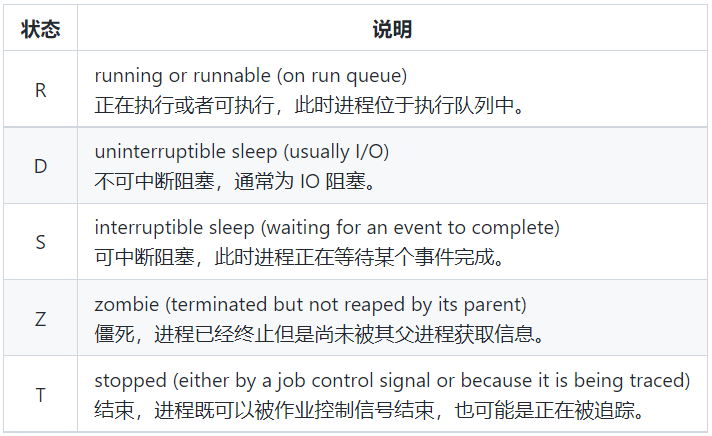 状态 说明
R
running or runnable (on run queue)
正在执行或者可执行，此时进程位于执行队列中。
D
uninterruptible sleep (usually I/O)
不可中断阻塞，通常为 IO 阻塞。
S
interruptible sleep (waiting for an event to complete)
可中断阻塞，此时进程正在等待某个事件完成。
Z
zombie (terminated but not reaped by its parent)
僵死，进程已经终止但是尚未被其父进程获取信息。
T
stopped (either by a job control signal or because it is being traced)
结束，进程既可以被作业控制信号结束，也可能是正在被追踪。